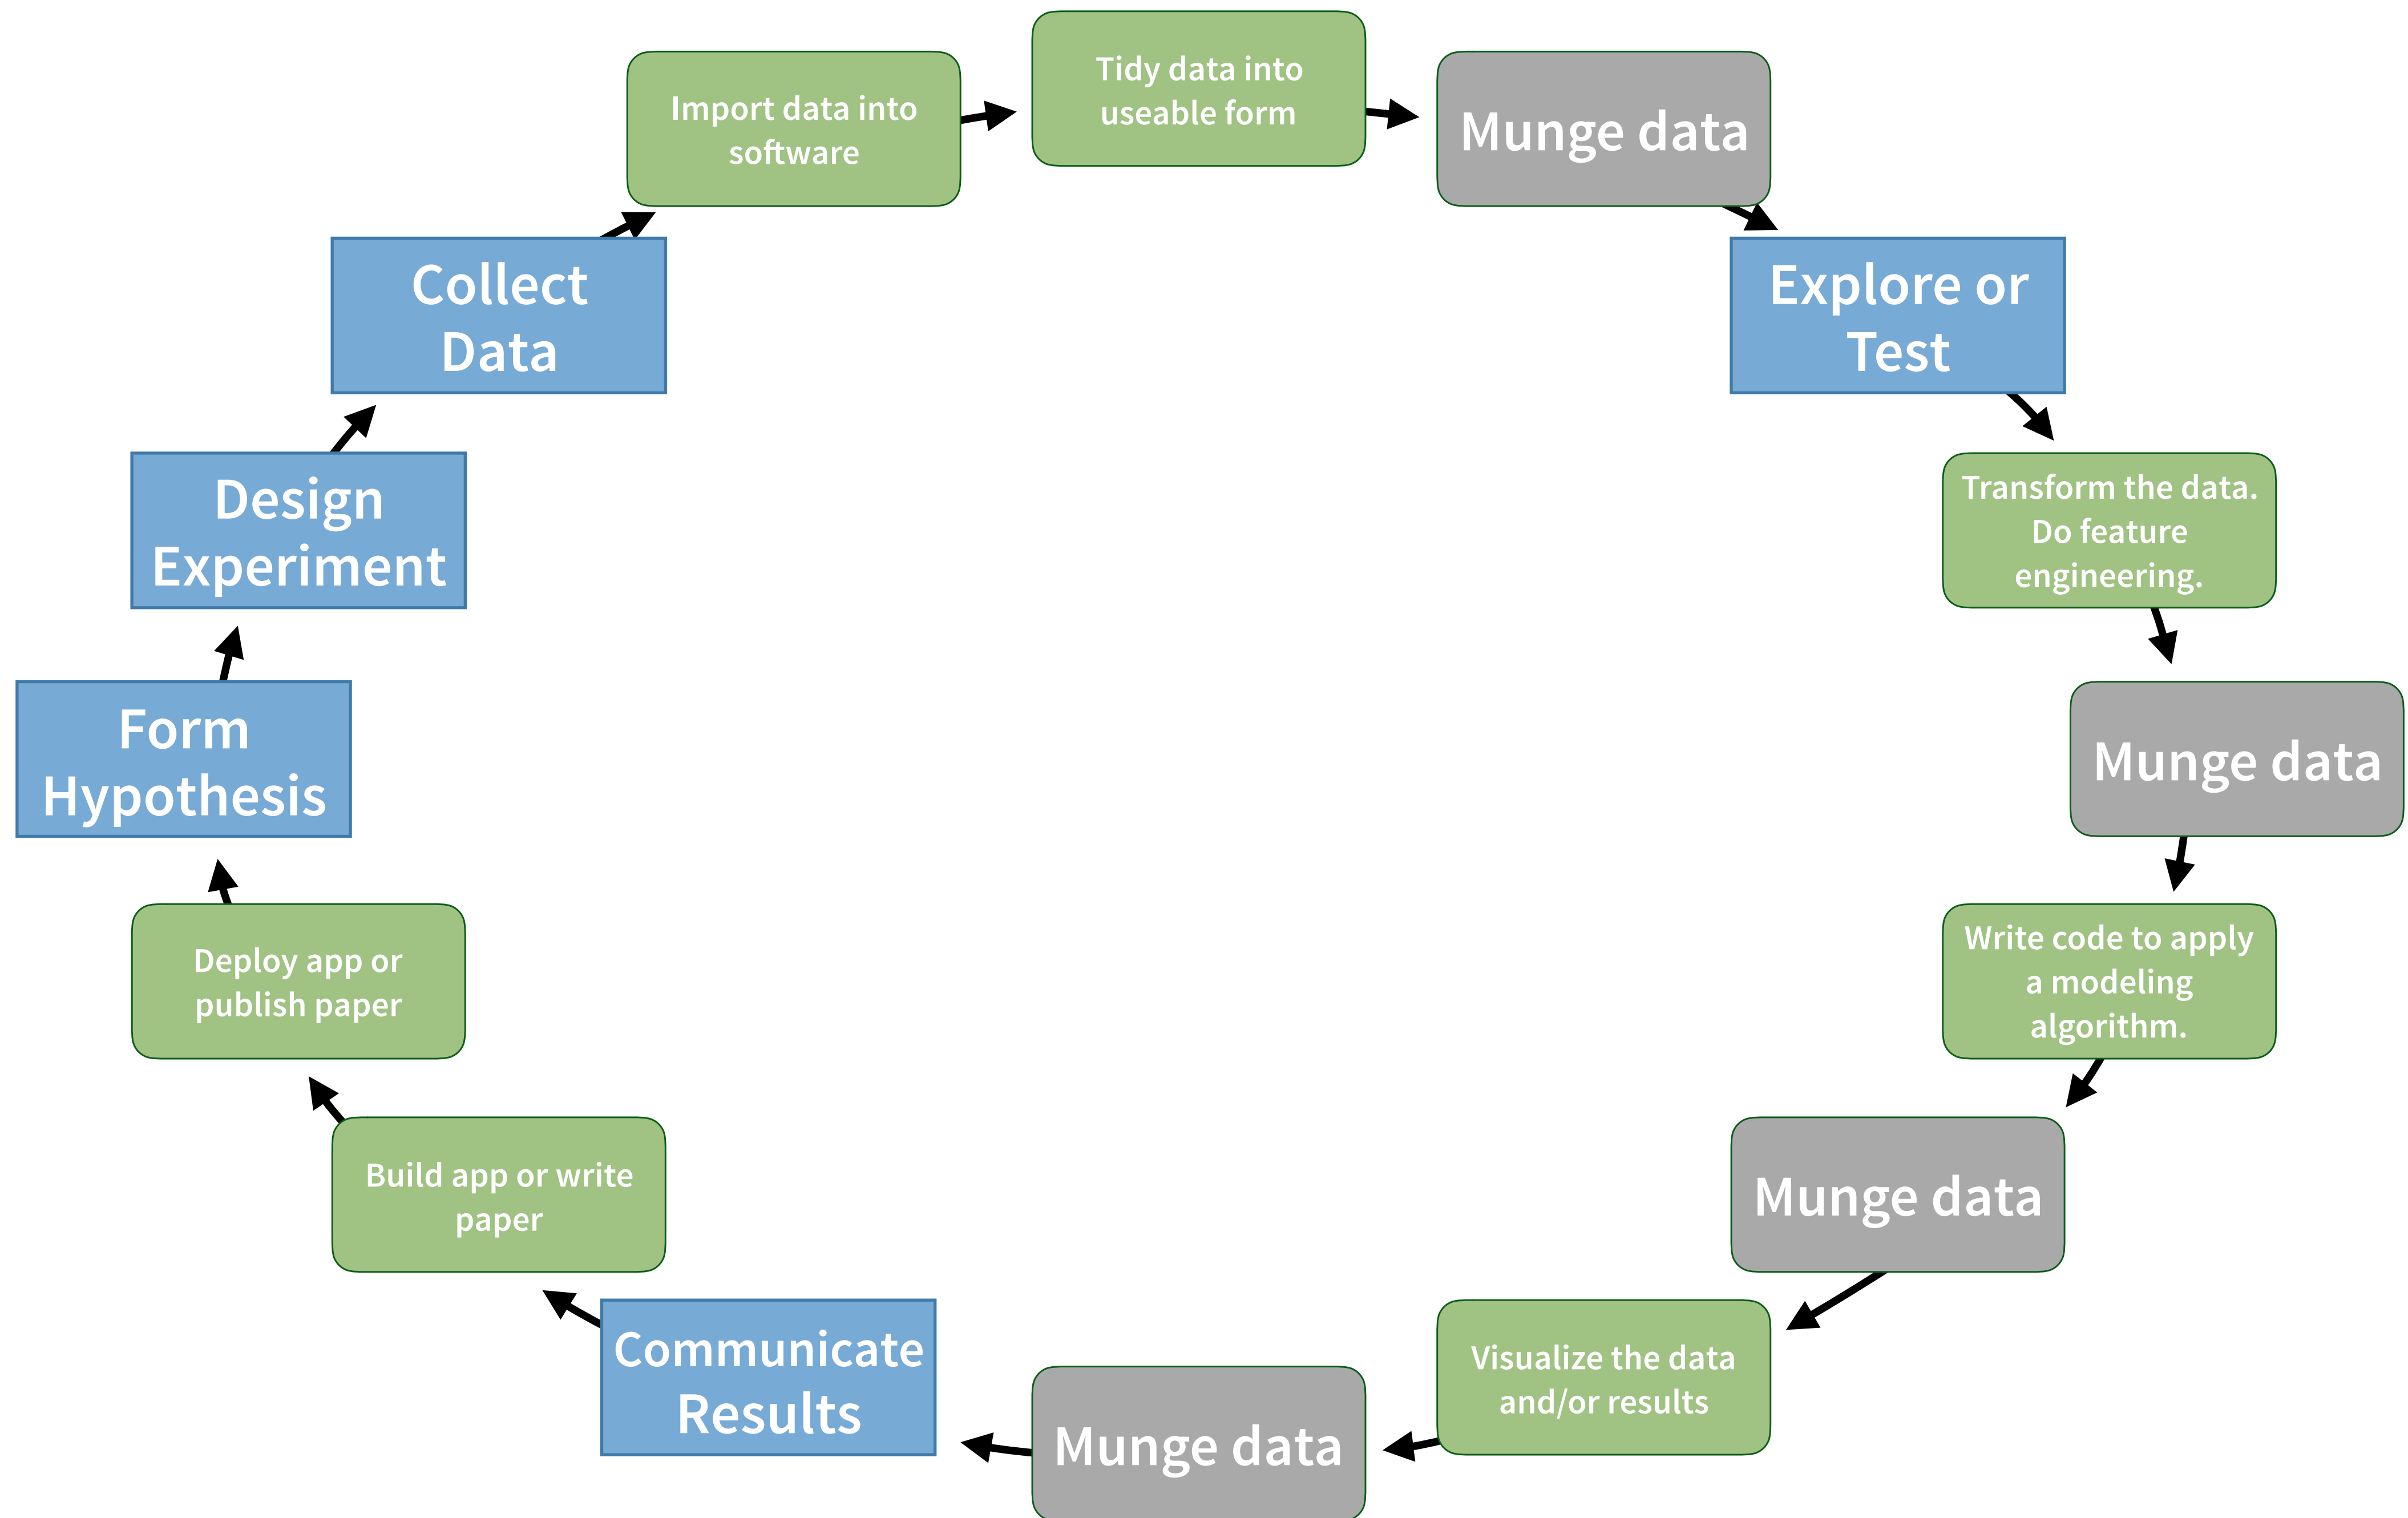 Tidy data into
useable form
Import data into
software
Munge data
Collect
Data
Explore or
Test
Design
Experiment
Transform the data.
Do feature
engineering.
Form
Hypothesis
Munge data
Deploy app or
publish paper
Write code to apply
a modeling
algorithm.
Build app or write
paper
Munge data
Communicate
Results
Visualize the data
and/or results
Munge data